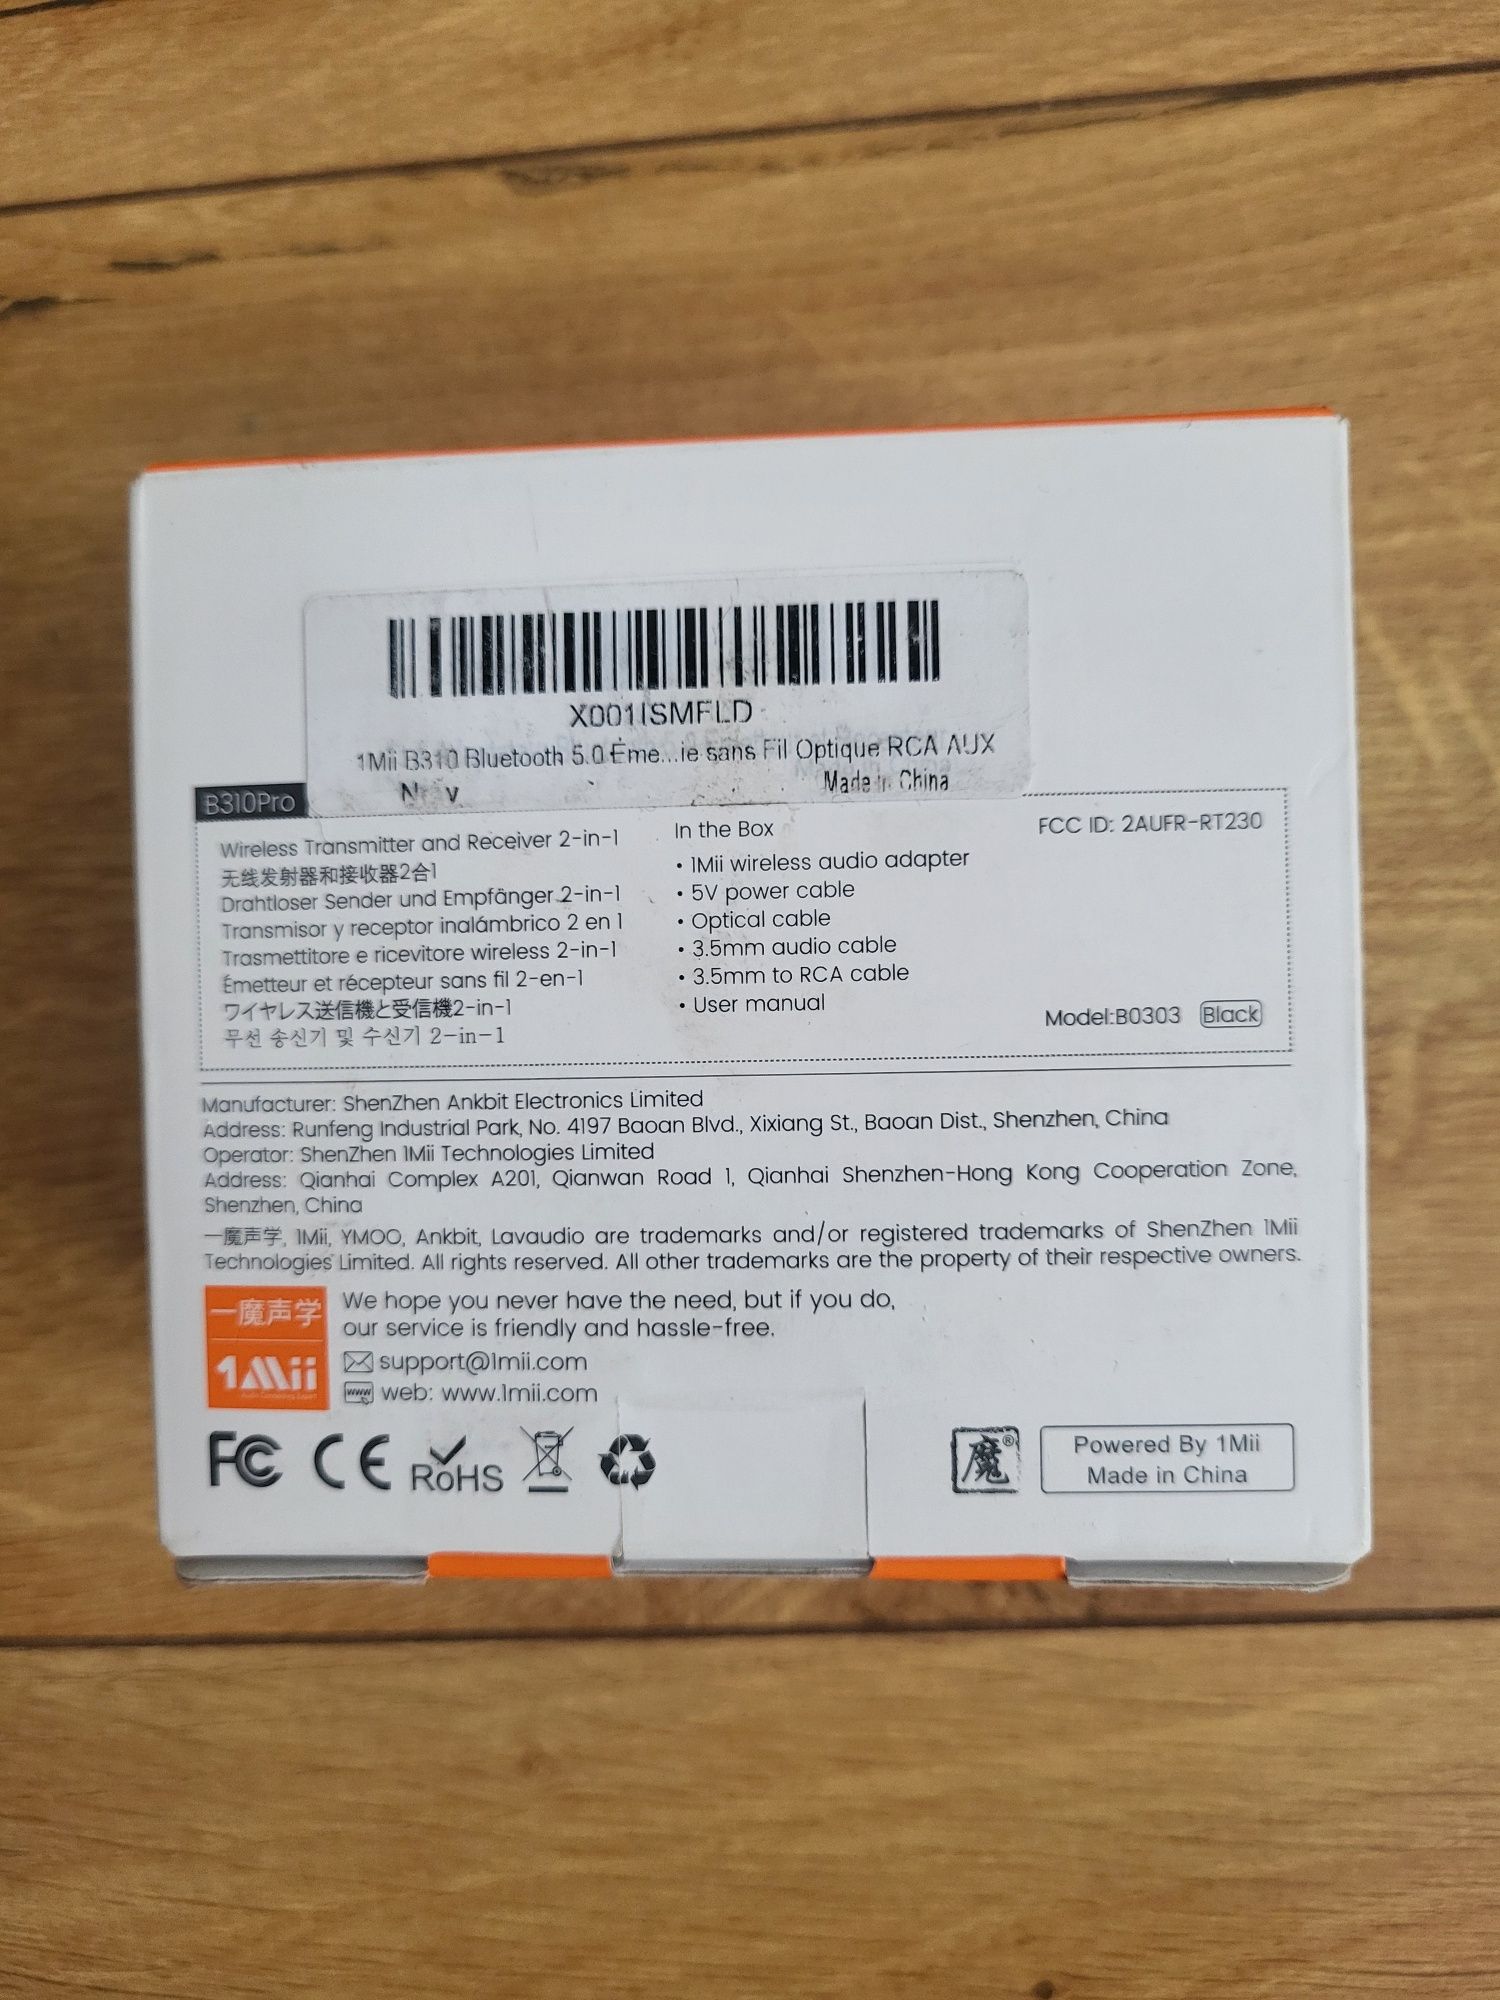 X001ISMFLD
1Mii B310 Bluetooth 5.0 Éme...ie sans Fil Optique RCA AUX
Made in China
B310Pro
Wireless Transmitter and Receiver 2-in-1
无线发射器和接收器2合1
Drahtloser Sender und Empfänger 2-in-1
Transmisor y receptor inalámbrico 2 en 1
Trasmettitore e ricevitore wireless 2-in-1
Émetteur et récepteur sans fil 2-en-1
ワイヤレス送信機と受信機2-in-1
무선 송신기 및 수신기 2-in-1
In the Box
• 1Mii wireless audio adapter
• 5V power cable
• Optical cable
• 3.5mm audio cable
• 3.5mm to RCA cable
• User manual
FCC ID: 2AUFR-RT230
Model:B0303 Black
Manufacturer: ShenZhen Ankbit Electronics Limited
Address: Runfeng Industrial Park, No. 4197 Baoan Blvd., Xixiang St., Baoan Dist., Shenzhen, China
Operator: ShenZhen 1Mii Technologies Limited
Address: Qianhai Complex A201, Qianwan Road 1, Qianhai Shenzhen-Hong Kong Cooperation Zone,
Shenzhen, China
一魔声学, 1Mii, YMOO, Ankbit, Lavaudio are trademarks and/or registered trademarks of ShenZhen 1Mii
Technologies Limited. All rights reserved. All other trademarks are the property of their respective owners.
一魔声学
1Mii
We hope you never have the need, but if you do,
our service is friendly and hassle-free.
support@1mii.com
www web: www.1mii.com
FC CE RoHS
魔®
Powered By 1Mii
Made in China